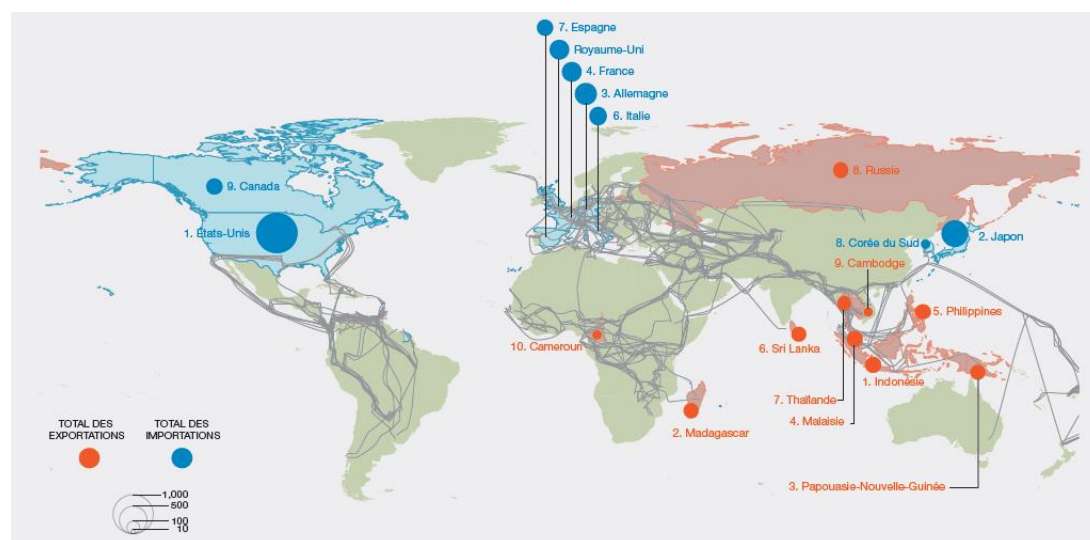 7. Espagne
Royaume-Uni
4. France
3. Allemagne
6. Italie
9. Canada
8. Russie
1. États-Unis
2. Japon
8. Corée du Sud
9. Cambodge
5. Philippines
10. Cameroun
6. Sri Lanka
1. Indonésie
7. Thaïlande
4. Malaisie
2. Madagascar
3. Papouasie-Nouvelle-Guinée
TOTAL DES
EXPORTATIONS
TOTAL DES
IMPORTATIONS
1,000
500
100
10